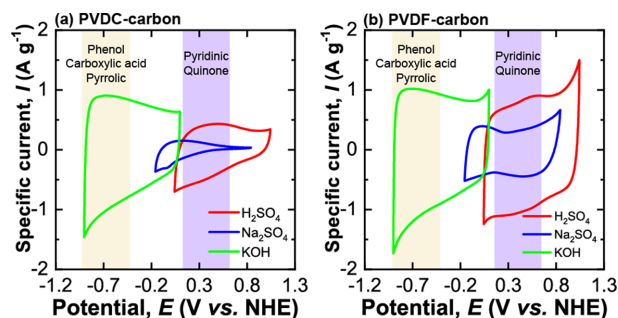 (a) PVDC-carbon
(b) PVDF-carbon
Specific current, I (A g⁻¹)
2
1
0
-1
-2
Phenol
Carboxylic acid
Pyrrolic
Pyridinic
Quinone
H₂SO₄
Na₂SO₄
KOH
-1.2 -0.7 -0.2 0.3 0.8 1.3
Potential, E (V vs. NHE)
Specific current, I (A g⁻¹)
2
1
0
-1
-2
Phenol
Carboxylic acid
Pyrrolic
Pyridinic
Quinone
H₂SO₄
Na₂SO₄
KOH
-1.2 -0.7 -0.2 0.3 0.8 1.3
Potential, E (V vs. NHE)